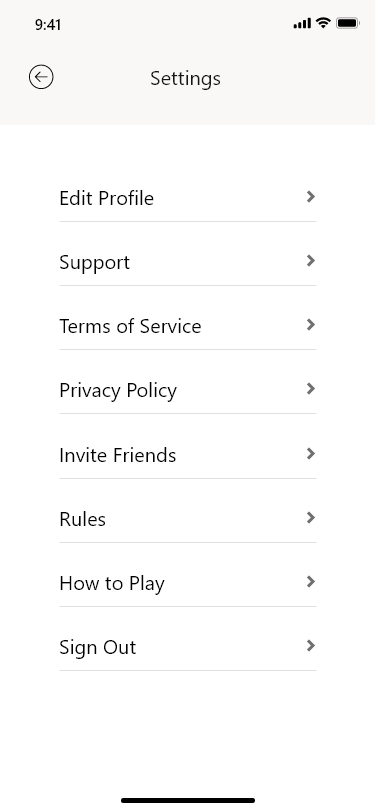 9:41
Settings
Edit Profile
Support
Terms of Service
Privacy Policy
Invite Friends
Rules
How to Play
Sign Out